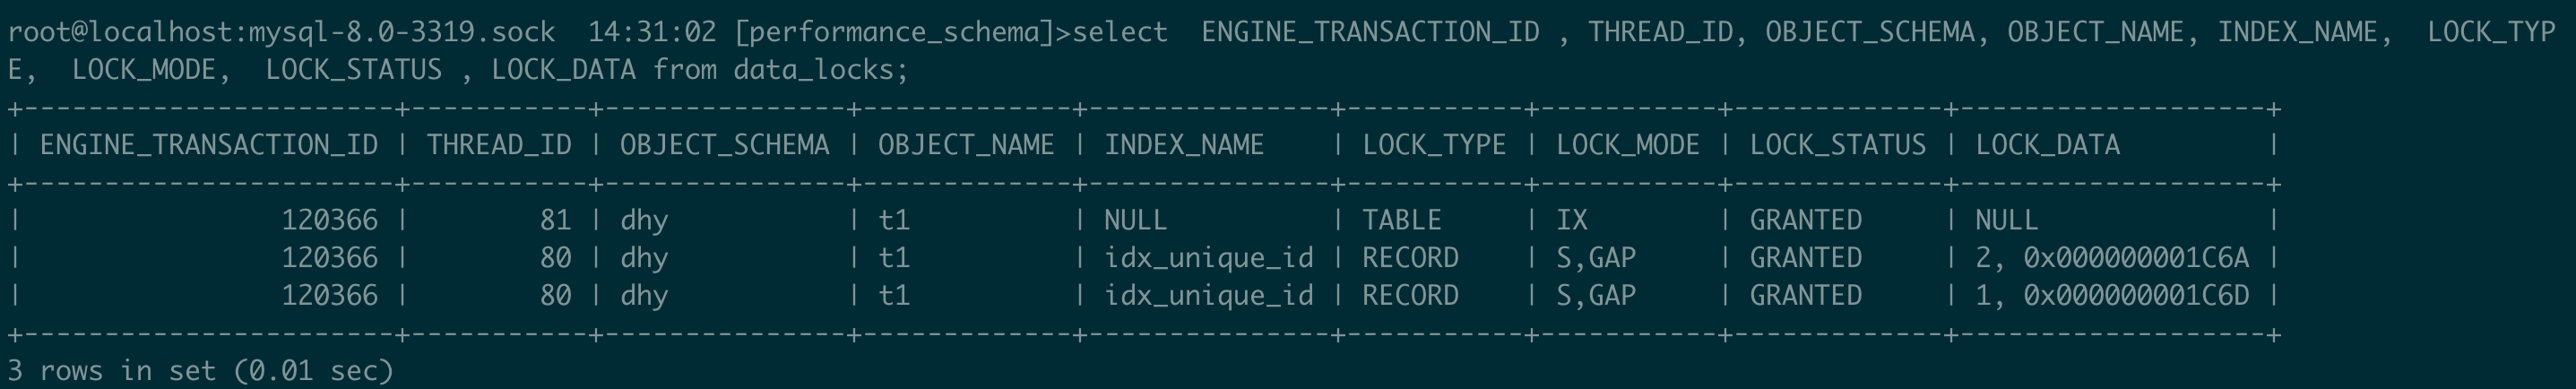 root@localhost:mysql-8.0-3319.sock  14:31:02 [performance_schema]>select  ENGINE_TRANSACTION_ID , THREAD_ID, OBJECT_SCHEMA, OBJECT_NAME, INDEX_NAME,  LOCK_TYP
E,  LOCK_MODE,  LOCK_STATUS , LOCK_DATA from data_locks;
+-----------------------+-----------+---------------+-------------+---------------+-----------+-----------+-------------+-------------------+
| ENGINE_TRANSACTION_ID | THREAD_ID | OBJECT_SCHEMA | OBJECT_NAME | INDEX_NAME    | LOCK_TYPE | LOCK_MODE | LOCK_STATUS | LOCK_DATA         |
+-----------------------+-----------+---------------+-------------+---------------+-----------+-----------+-------------+-------------------+
|                120366 |        81 | dhy           | t1          | NULL          | TABLE     | IX        | GRANTED     | NULL              |
|                120366 |        80 | dhy           | t1          | idx_unique_id | RECORD    | S,GAP     | GRANTED     | 2, 0x000000001C6A |
|                120366 |        80 | dhy           | t1          | idx_unique_id | RECORD    | S,GAP     | GRANTED     | 1, 0x000000001C6D |
+-----------------------+-----------+---------------+-------------+---------------+-----------+-----------+-------------+-------------------+
3 rows in set (0.01 sec)